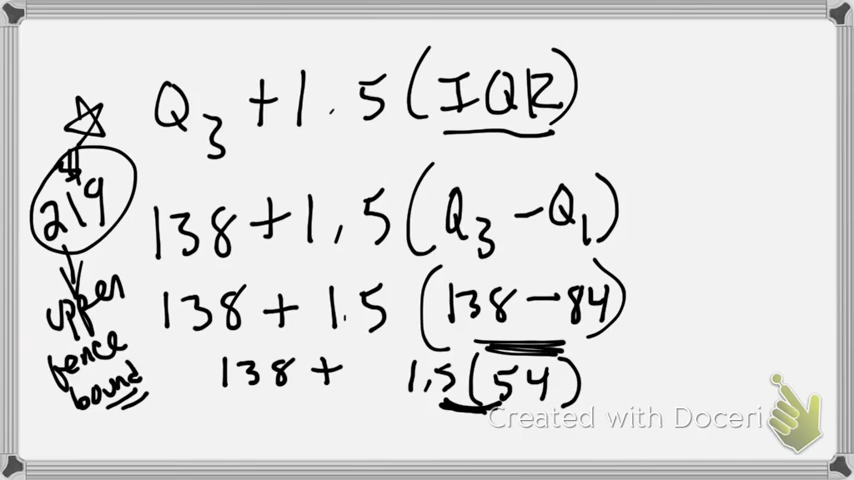 Q3 + 1.5 (IQR)
138 + 1.5 (Q3 - Q1)
138 + 1.5 (138 - 84)
138 + 1.5 (54)
219
upper
fence
bound
Created with Doceri